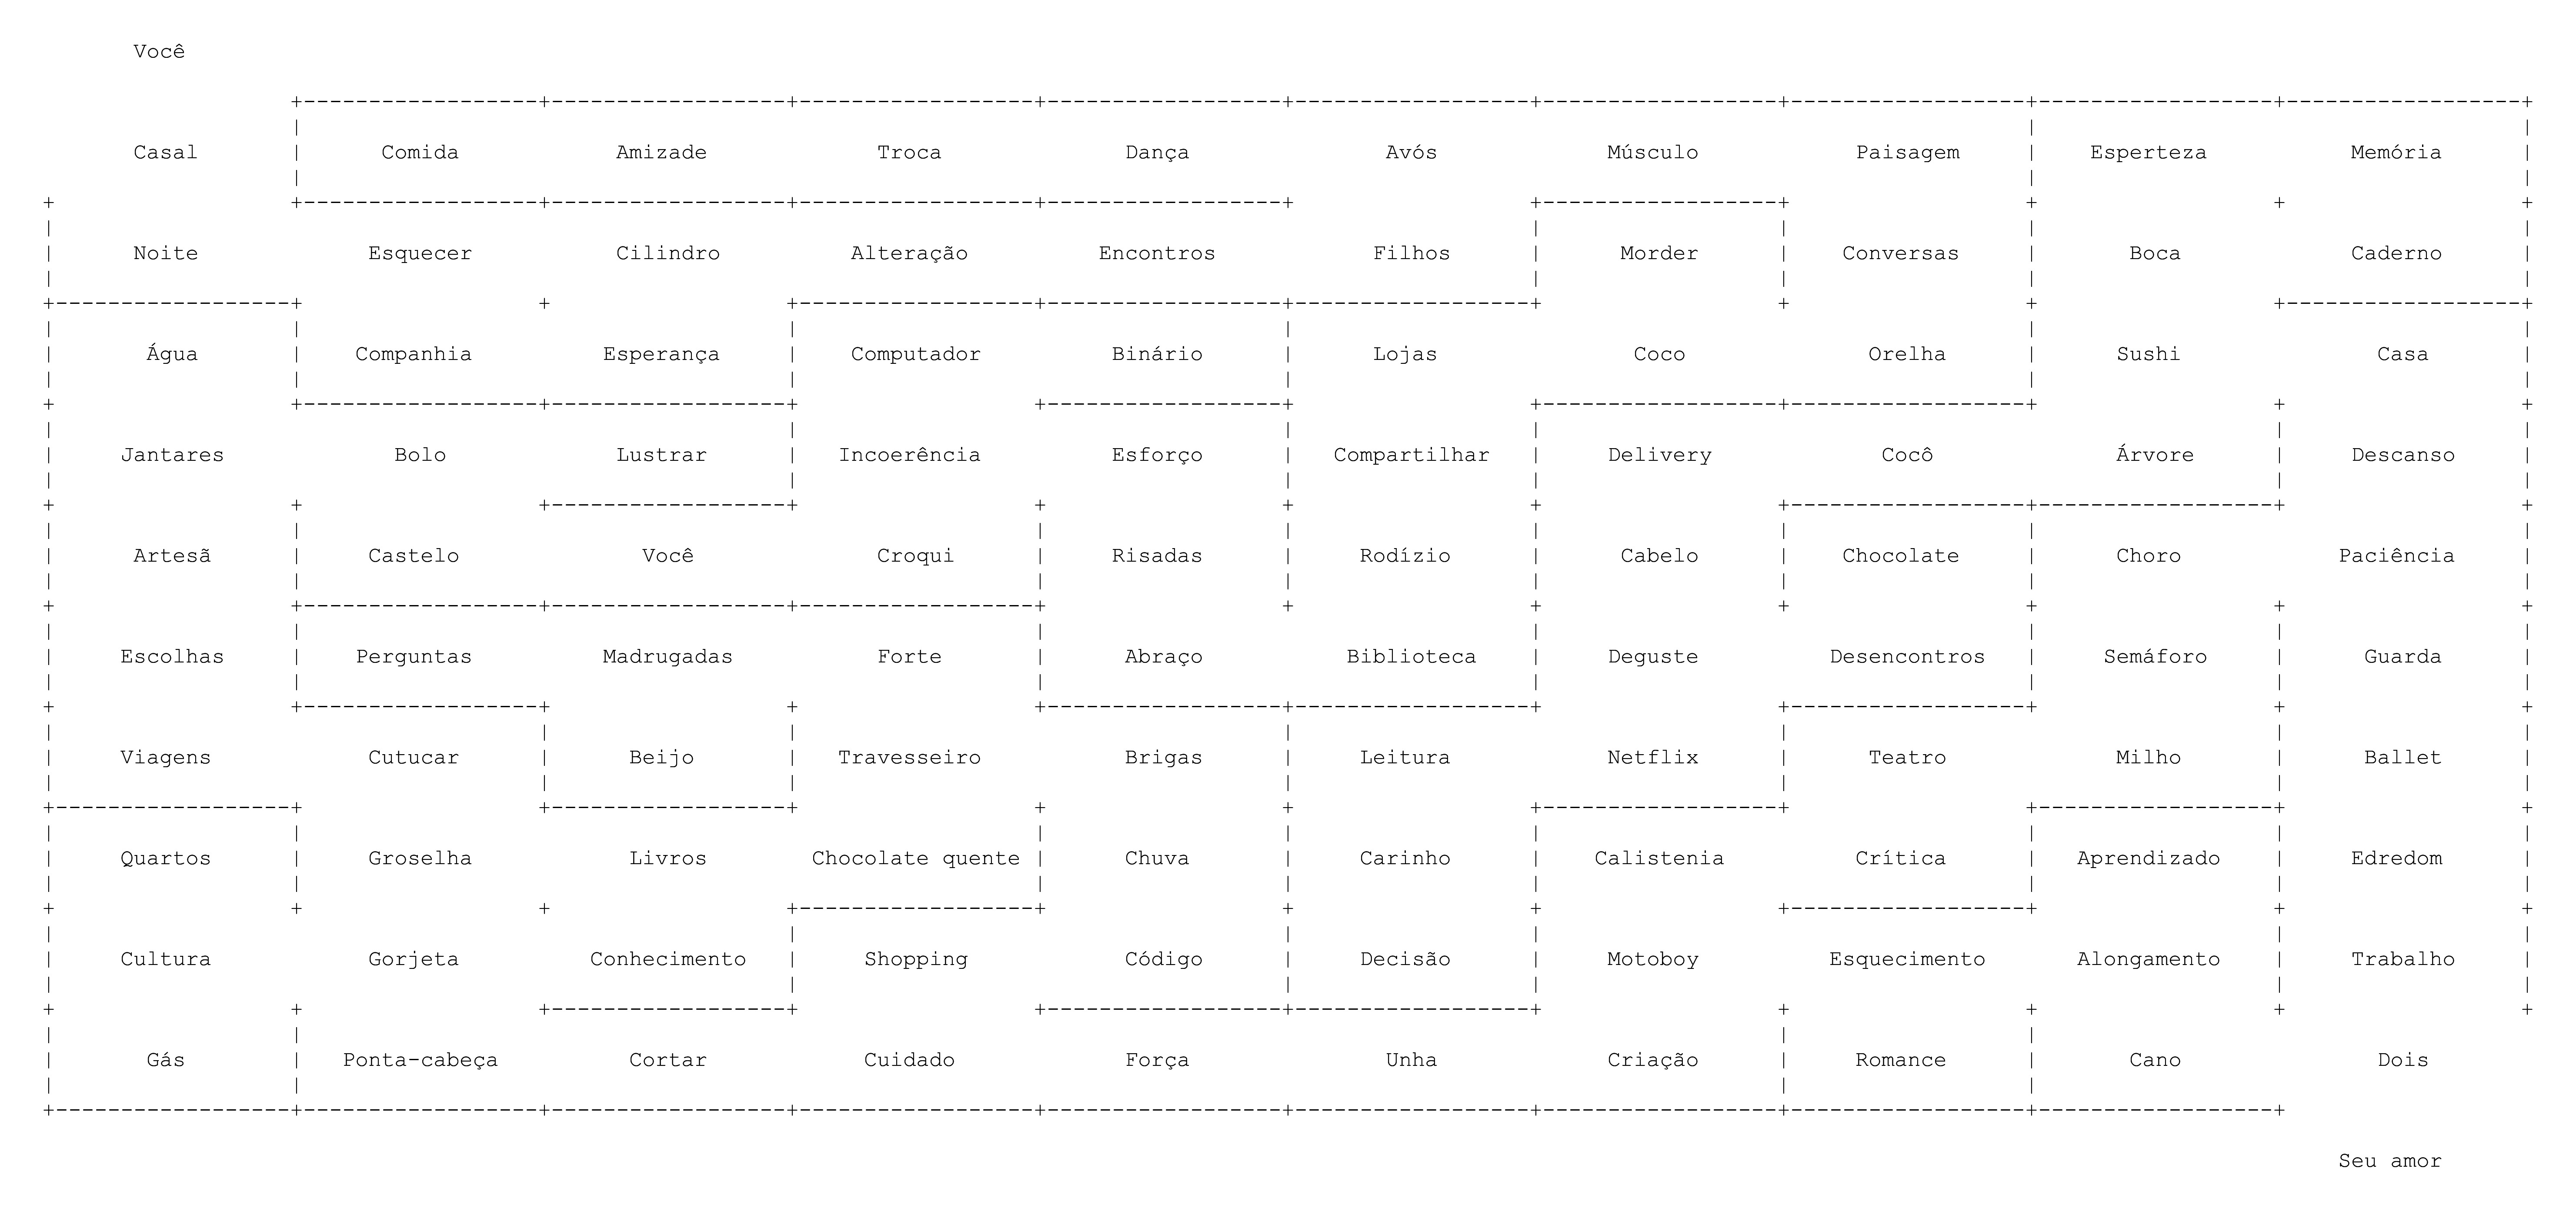 Você
Casal Comida Amizade Troca Dança Avós Músculo Paisagem Esperteza Memória
Noite Esquecer Cilindro Alteração Encontros Filhos Morder Conversas Boca Caderno
Água Companhia Esperança Computador Binário Lojas Coco Orelha Sushi Casa
Jantares Bolo Lustrar Incoerência Esforço Compartilhar Delivery Cocô Árvore Descanso
Artesã Castelo Você Croqui Risadas Rodízio Cabelo Chocolate Choro Paciência
Escolhas Perguntas Madrugadas Forte Abraço Biblioteca Deguste Desencontros Semáforo Guarda
Viagens Cutucar Beijo Travesseiro Brigas Leitura Netflix Teatro Milho Ballet
Quartos Groselha Livros Chocolate quente Chuva Carinho Calistenia Crítica Aprendizado Edredom
Cultura Gorjeta Conhecimento Shopping Código Decisão Motoboy Esquecimento Alongamento Trabalho
Gás Ponta-cabeça Cortar Cuidado Força Unha Criação Romance Cano Dois
Seu amor